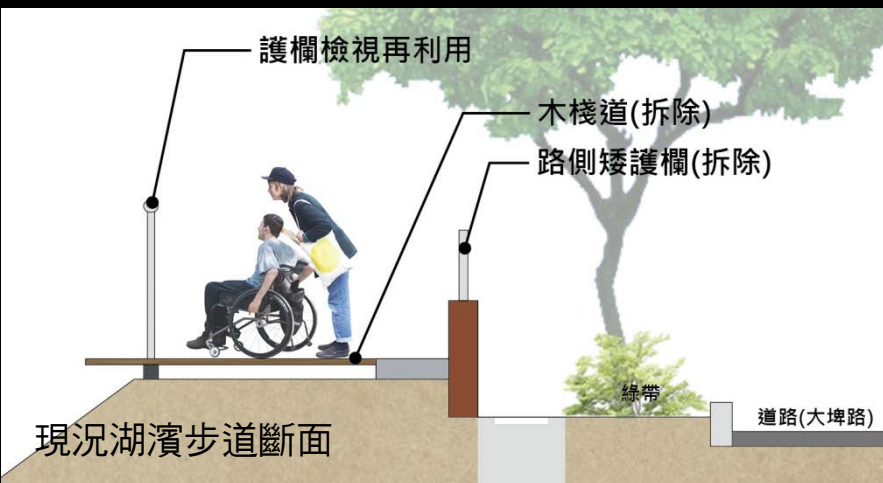 護欄檢視再利用
木棧道(拆除)
路側矮護欄(拆除)
綠帶
道路(大埤路)
現況湖濱步道斷面